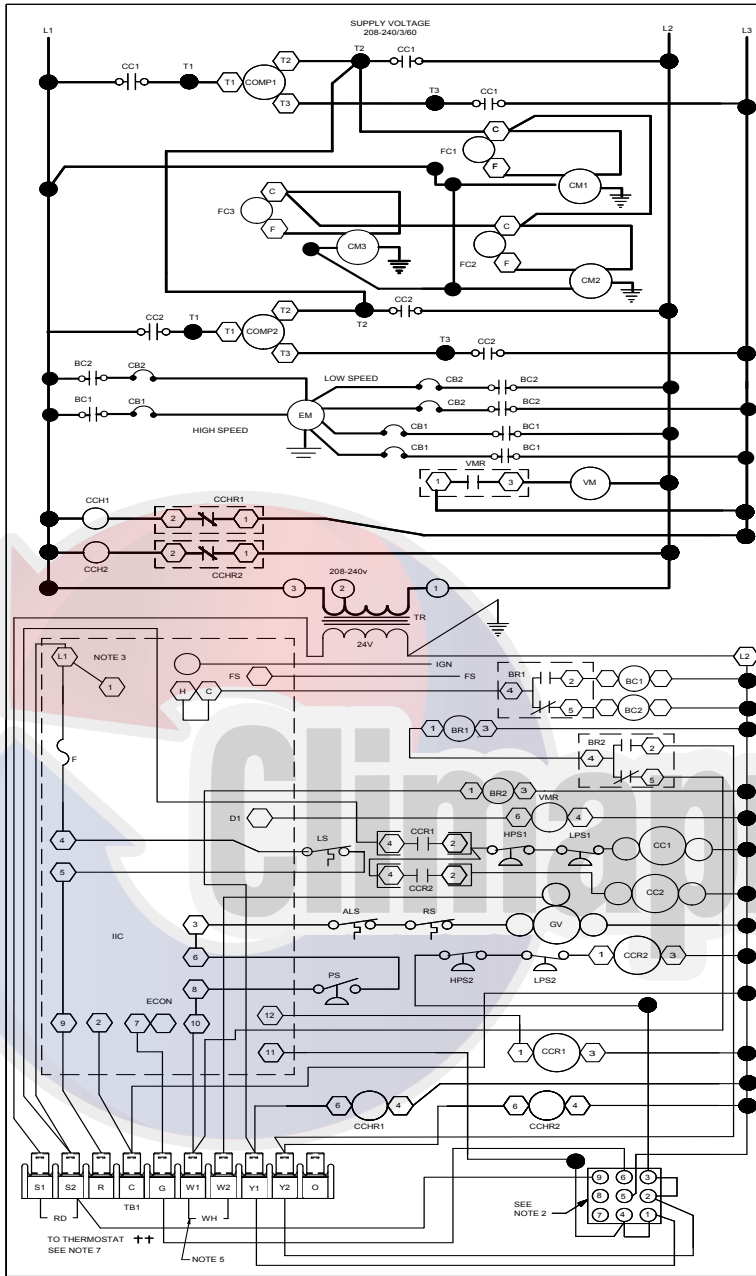 L1 SUPPLY VOLTAGE L2 L3
208-240/3/60
CC1 T1 T1 COMP1 T2 T2 CC1
T3 T3 CC1
FC1 C F CM1
FC3 C F CM3
FC2 C F CM2
CC2 T1 T1 COMP2 T2 T2 CC2
T3 T3 CC2
BC2 CB2 LOW SPEED CB2 BC2
BC1 CB1 EM CB2 BC2
HIGH SPEED CB1 BC1
CB1 BC1
VMR
1 3 VM
CCH1 CCHR1
2 1
CCH2 2 1
CCHR2
208-240v
3 2 1
TR
24V
L1 NOTE 3 IGN L2
1 FS FS
H C BR1 4 2 BC1
5 BC2
1 BR1 3
F BR2 4 2
5
1 BR2 3
D1 VMR
6 4
4 LS 4 CCR1 2 HPS1 LPS1 CC1
5 4 CCR2 2 CC2
IIC 3 ALS RS GV
6
PS HPS2 LPS2 1 CCR2 3
ECON 8
9 2 7 10 12
11 1 CCR1 3
6 4 6 4
CCHR1 CCHR2
S1 S2 R C G W1 W2 Y1 Y2 O
TB1
RD WH
TO THERMOSTAT ++
SEE NOTE 7
NOTE 5
SEE
NOTE 2
9 6 3
8 5 2
7 4 1
Climap